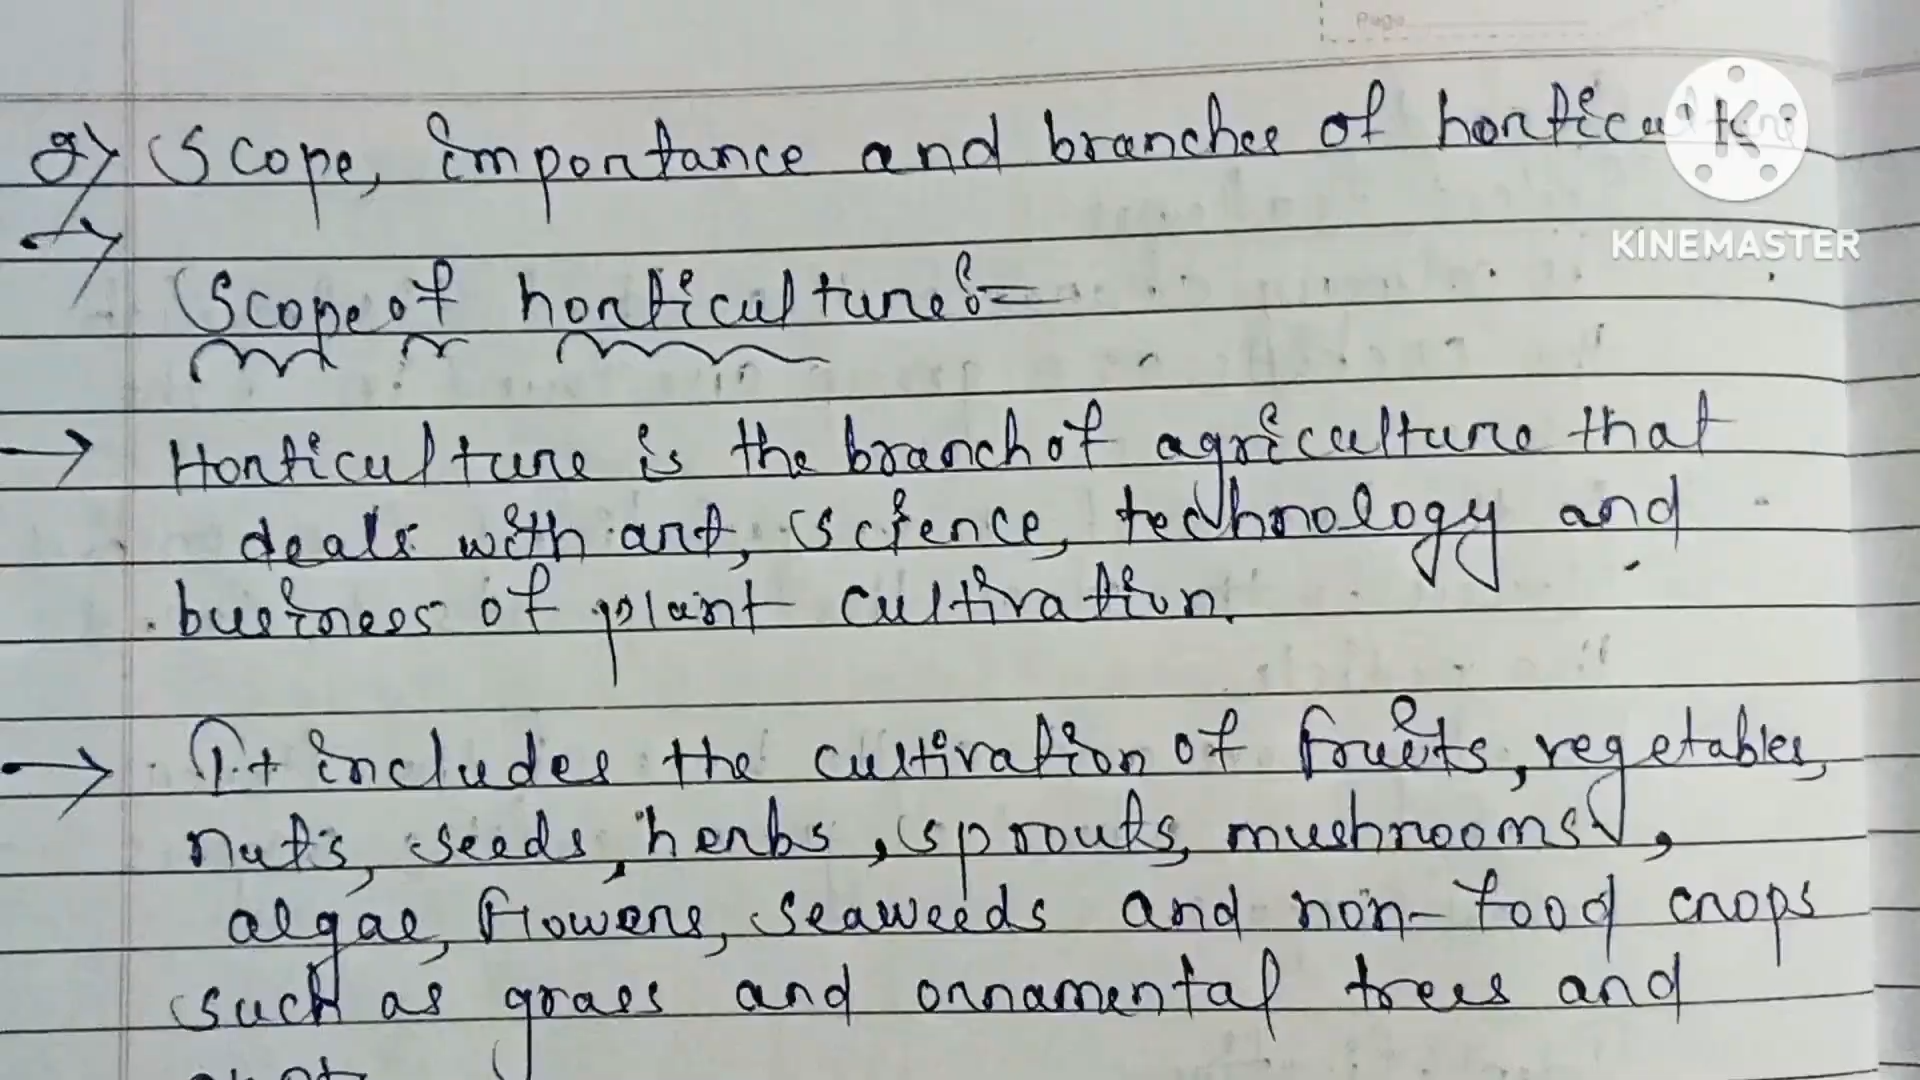 Page
g) Scope, importance and branches of horticulture
KINEMASTER
Scope of horticulture:-
→ Horticulture is the branch of agriculture that
deals with art, science, technology and
business of plant cultivation.
→ It includes the cultivation of fruits, vegetables,
nuts, seeds, herbs, sprouts, mushrooms,
algae, flowers, seaweeds and non-food crops
such as grass and ornamental trees and